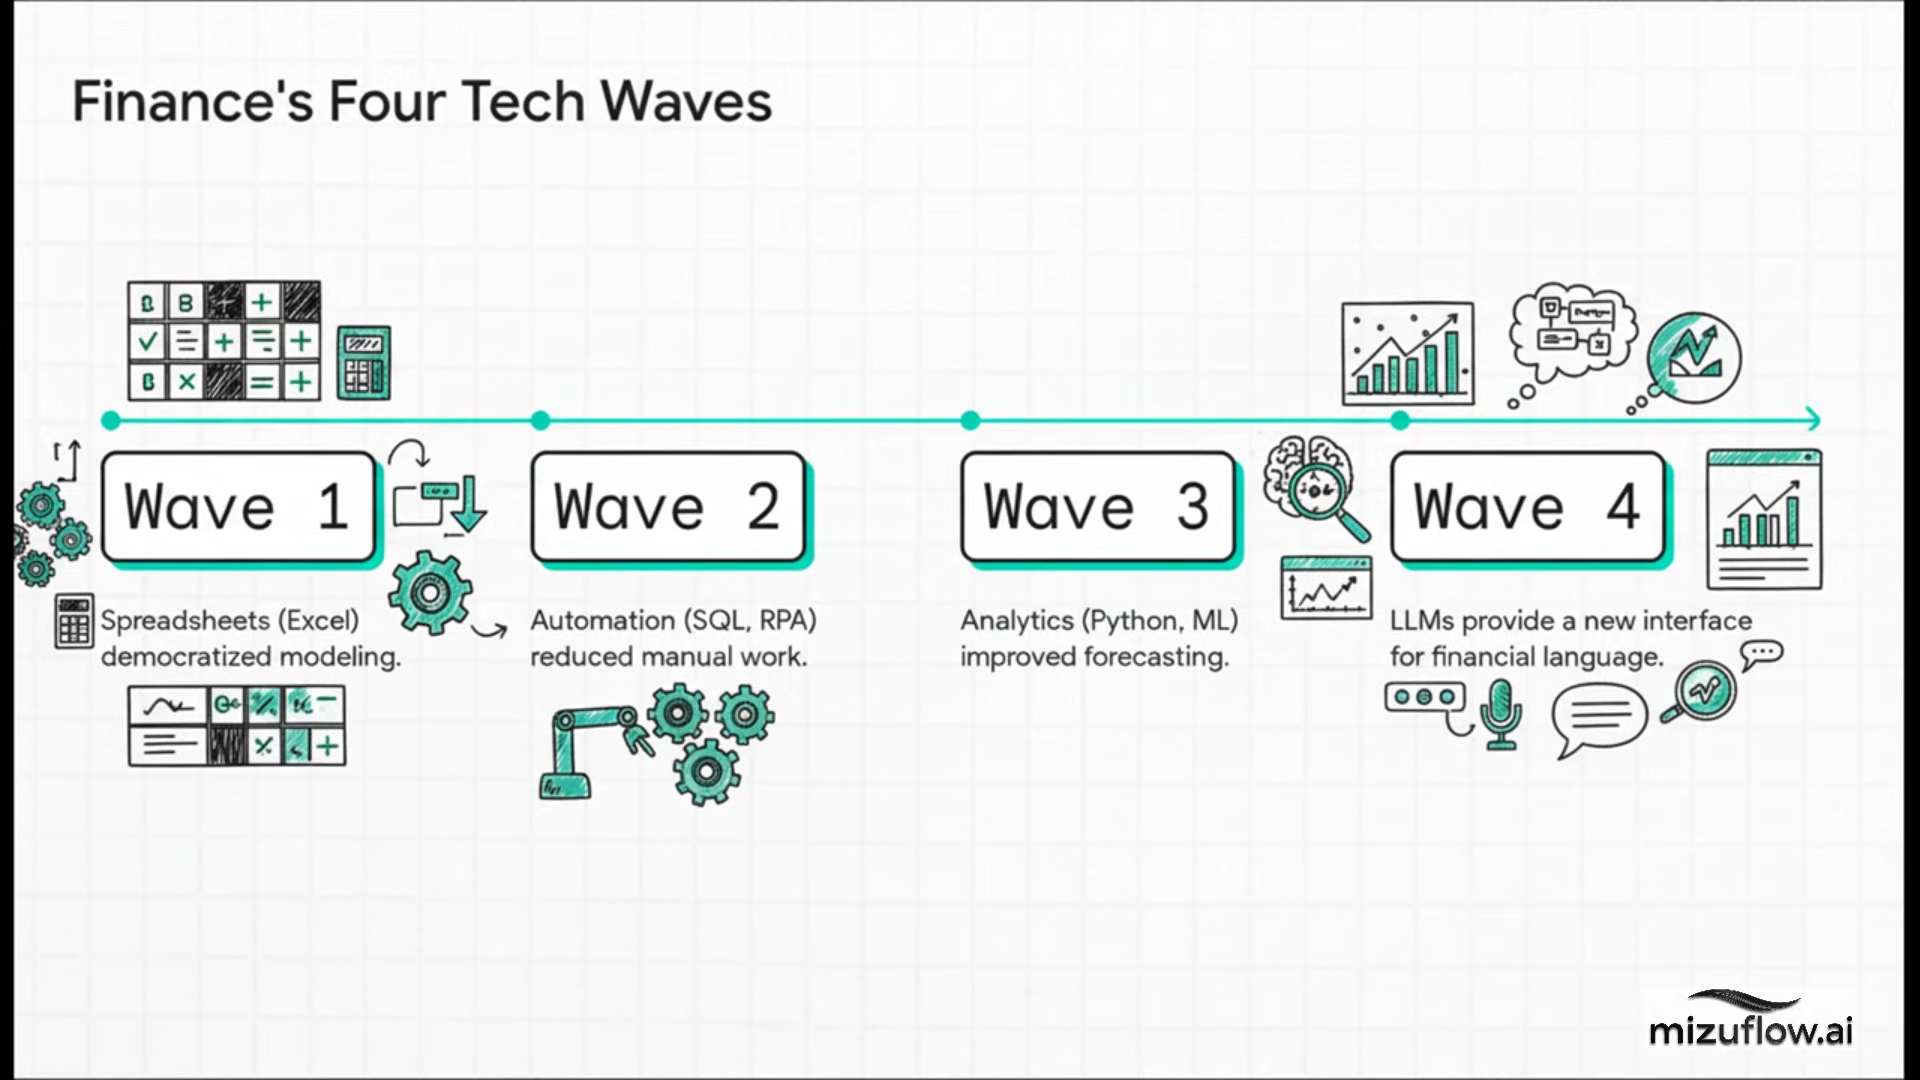 Finance's Four Tech Waves
Wave 1
Spreadsheets (Excel)
democratized modeling.
Wave 2
Automation (SQL, RPA)
reduced manual work.
Wave 3
Analytics (Python, ML)
improved forecasting.
Wave 4
LLMs provide a new interface
for financial language.
mizuflow.ai